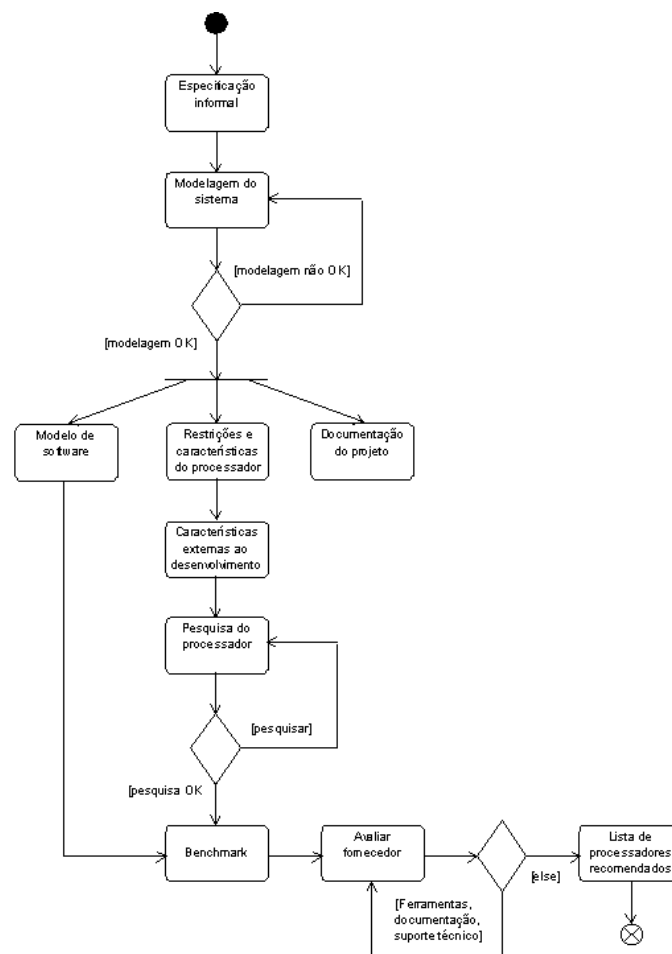 Especificação
informal
Modelagem do
sistema
[modelagem não OK]
[modelagem OK]
Modelo de
software
Restrições e
características
do processador
Documentação
do projeto
Características
externas ao
desenvolvimento
Pesquisa do
processador
[pesquisar]
[pesquisa OK
Benchmark
Avaliar
fornecedor
Lista de
processadores
recomendados
[else]
[Ferramentas,
documentação,
suporte técnico]